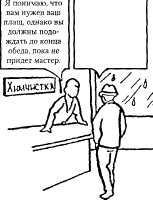 Я понимаю, что
вам нужен ваш
плащ, однако вы
должны подо-
ждать до конца
обеда, пока не
придет мастер.
Химчистка